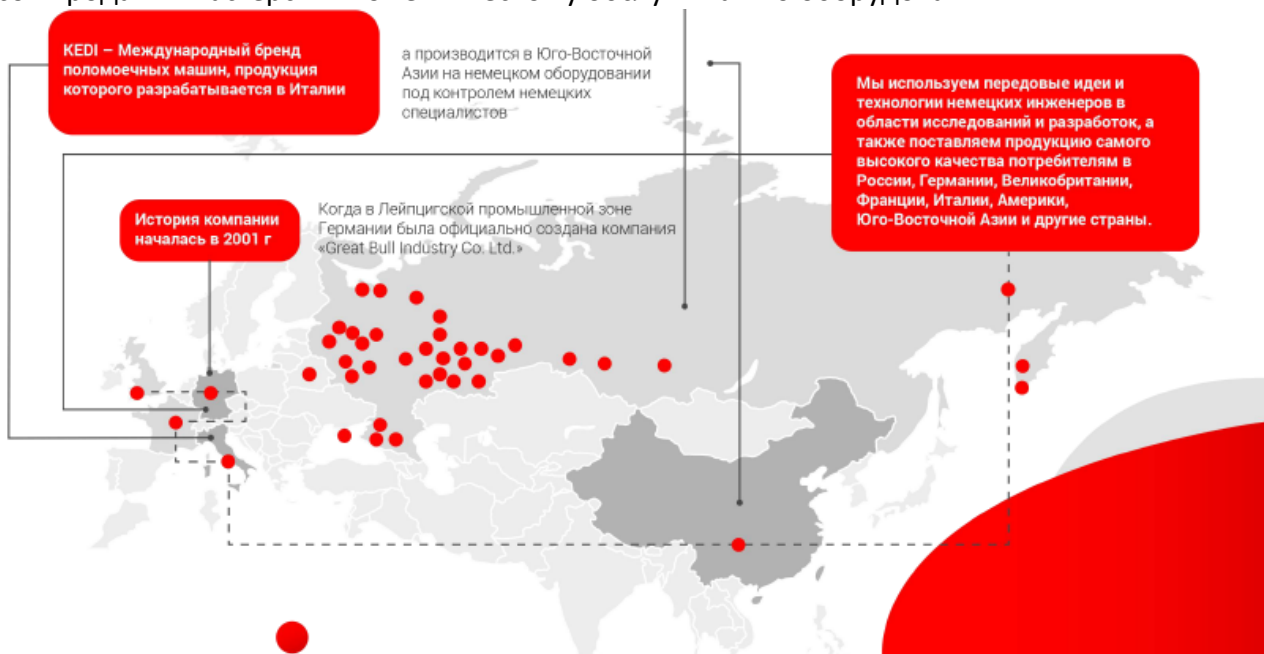 KEDI – Международный бренд
поломоечных машин, продукция
которого разрабатывается в Италии
а производится в Юго-Восточной
Азии на немецком оборудовании
под контролем немецких
специалистов
Мы используем передовые идеи и
технологии немецких инженеров в
области исследований и разработок, а
также поставляем продукцию самого
высокого качества потребителям в
России, Германии, Великобритании,
Франции, Италии, Америки,
Юго-Восточной Азии и другие страны.
История компании
началась в 2001 г
Когда в Лейпцигской промышленной зоне
Германии была официально создана компания
«Great Bull Industry Co. Ltd.»